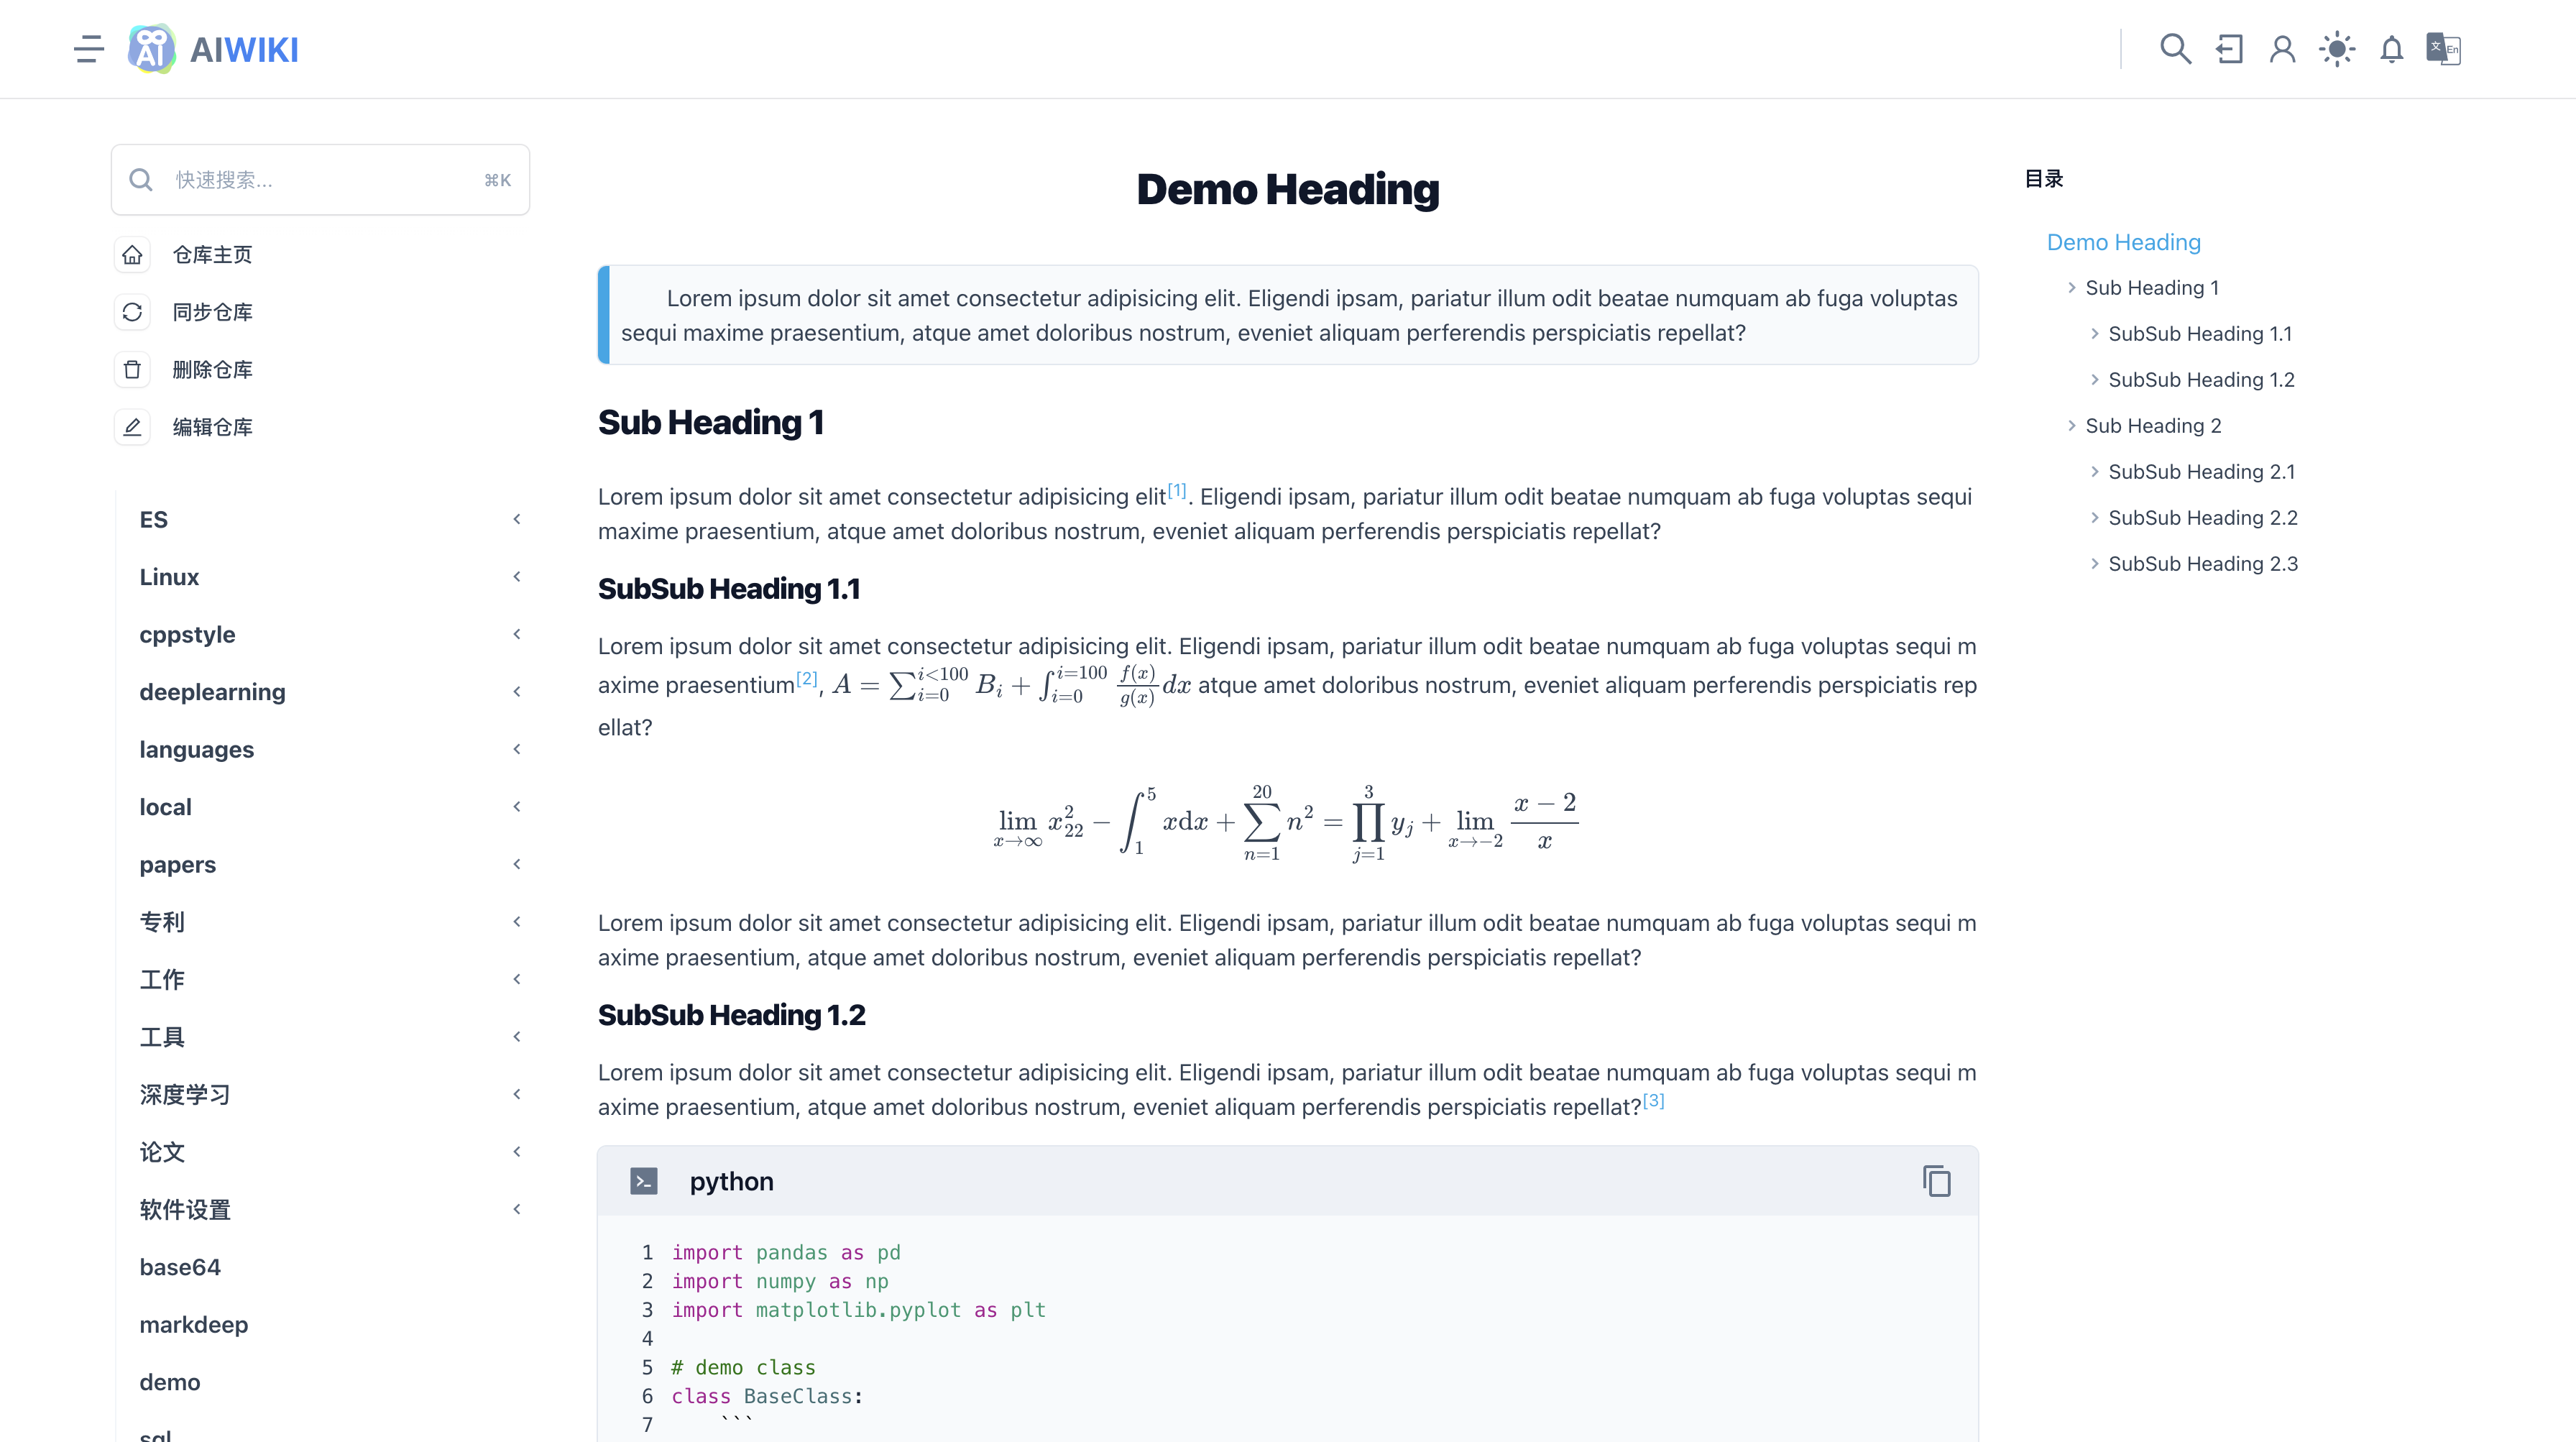 AIWIKI
文 En
快速搜索... ⌘K
仓库主页
同步仓库
删除仓库
编辑仓库
ES
Linux
cppstyle
deeplearning
languages
local
papers
专利
工作
工具
深度学习
论文
软件设置
base64
markdeep
demo
sql
Demo Heading
Lorem ipsum dolor sit amet consectetur adipisicing elit. Eligendi ipsam, pariatur illum odit beatae numquam ab fuga voluptas
sequi maxime praesentium, atque amet doloribus nostrum, eveniet aliquam perferendis perspiciatis repellat?
Sub Heading 1
Lorem ipsum dolor sit amet consectetur adipisicing elit[1]. Eligendi ipsam, pariatur illum odit beatae numquam ab fuga voluptas sequi
maxime praesentium, atque amet doloribus nostrum, eveniet aliquam perferendis perspiciatis repellat?
SubSub Heading 1.1
Lorem ipsum dolor sit amet consectetur adipisicing elit. Eligendi ipsam, pariatur illum odit beatae numquam ab fuga voluptas sequi m
axime praesentium[2], A = ∑_{i=0}^{i<100} B_i + ∫_{i=0}^{i=100} f(x)/g(x) dx atque amet doloribus nostrum, eveniet aliquam perferendis perspiciatis rep
ellat?
lim_{x→∞} x_{22}^2 − ∫_1^5 xdx + ∑_{n=1}^{20} n^2 = ∏_{j=1}^3 y_j + lim_{x→−2} (x − 2)/x
Lorem ipsum dolor sit amet consectetur adipisicing elit. Eligendi ipsam, pariatur illum odit beatae numquam ab fuga voluptas sequi m
axime praesentium, atque amet doloribus nostrum, eveniet aliquam perferendis perspiciatis repellat?
SubSub Heading 1.2
Lorem ipsum dolor sit amet consectetur adipisicing elit. Eligendi ipsam, pariatur illum odit beatae numquam ab fuga voluptas sequi m
axime praesentium, atque amet doloribus nostrum, eveniet aliquam perferendis perspiciatis repellat?[3]
python
1 import pandas as pd
2 import numpy as np
3 import matplotlib.pyplot as plt
4
5 # demo class
6 class BaseClass:
7     ```
目录
Demo Heading
Sub Heading 1
SubSub Heading 1.1
SubSub Heading 1.2
Sub Heading 2
SubSub Heading 2.1
SubSub Heading 2.2
SubSub Heading 2.3